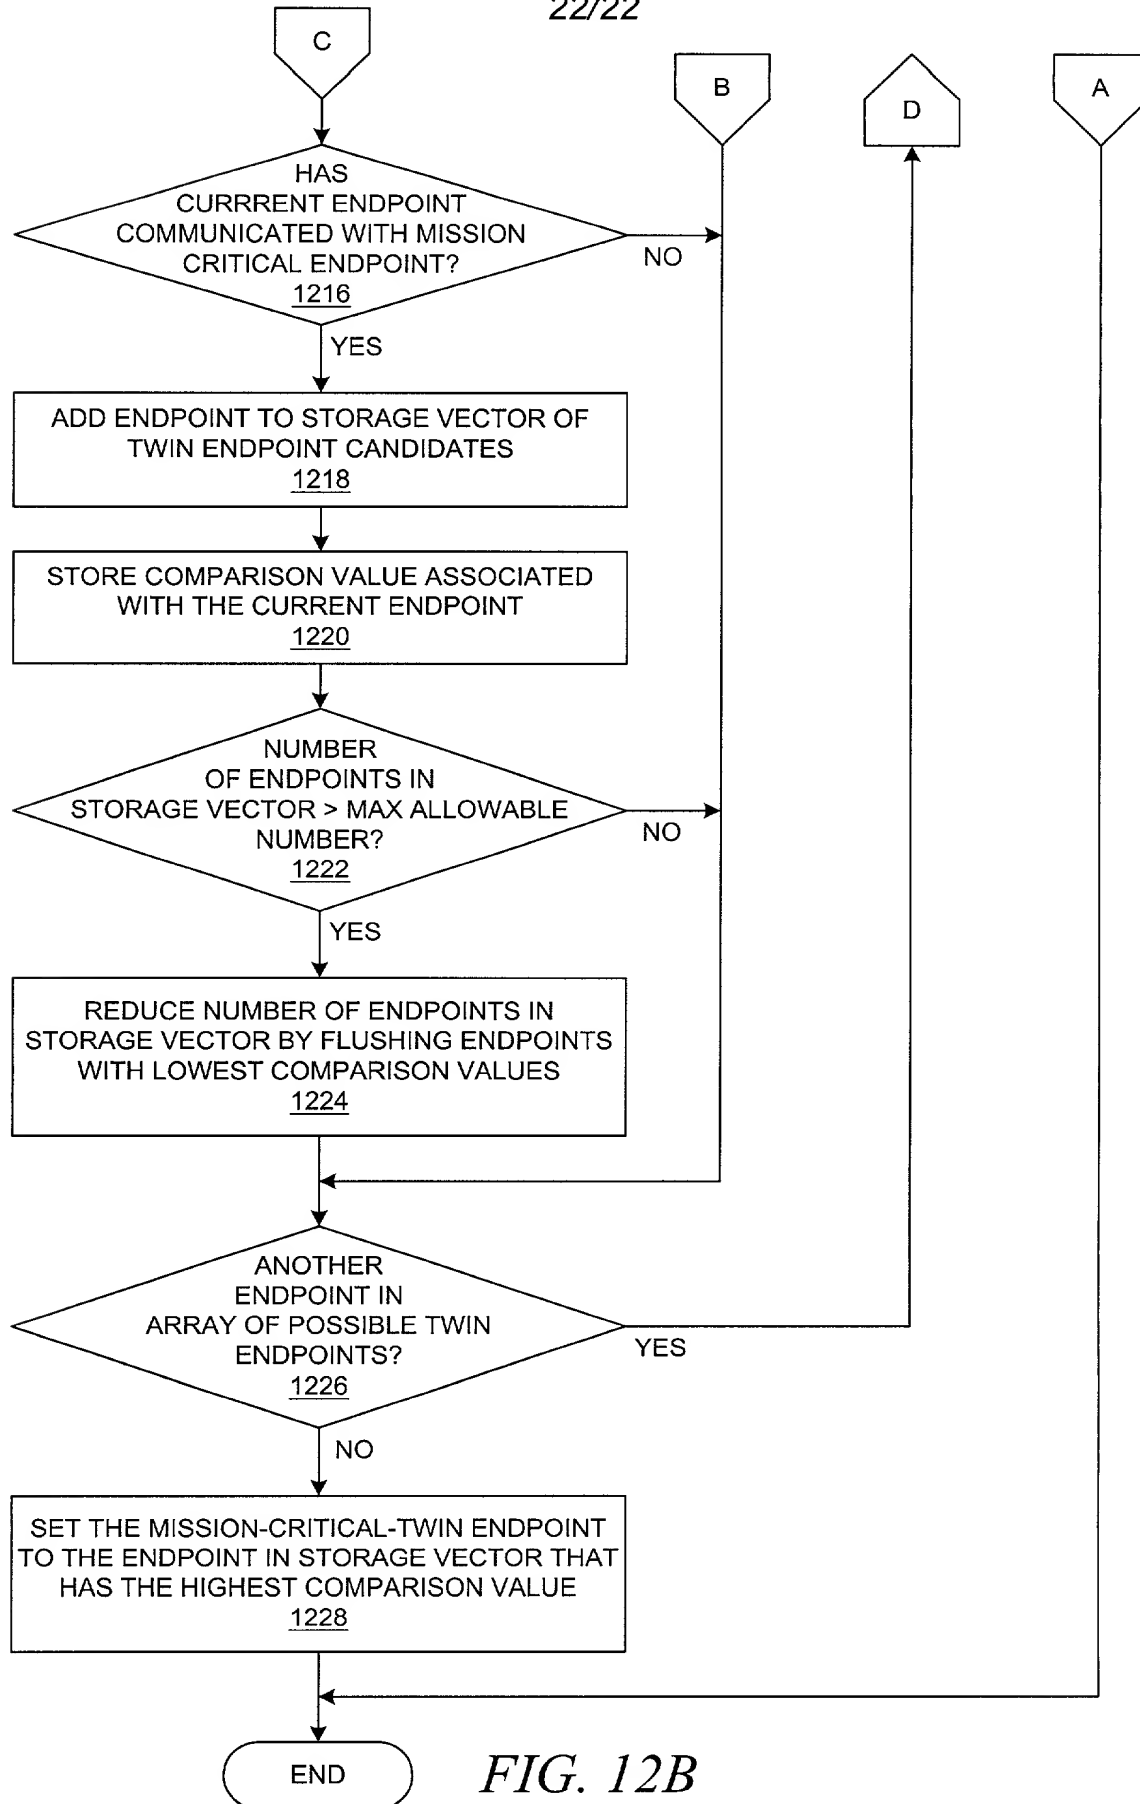 22/22
C
B
D
A
HAS
CURRRENT ENDPOINT
COMMUNICATED WITH MISSION
CRITICAL ENDPOINT?
1216
NO
YES
ADD ENDPOINT TO STORAGE VECTOR OF
TWIN ENDPOINT CANDIDATES
1218
STORE COMPARISON VALUE ASSOCIATED
WITH THE CURRENT ENDPOINT
1220
NUMBER
OF ENDPOINTS IN
STORAGE VECTOR > MAX ALLOWABLE
NUMBER?
1222
NO
YES
REDUCE NUMBER OF ENDPOINTS IN
STORAGE VECTOR BY FLUSHING ENDPOINTS
WITH LOWEST COMPARISON VALUES
1224
ANOTHER
ENDPOINT IN
ARRAY OF POSSIBLE TWIN
ENDPOINTS?
1226
YES
NO
SET THE MISSION-CRITICAL-TWIN ENDPOINT
TO THE ENDPOINT IN STORAGE VECTOR THAT
HAS THE HIGHEST COMPARISON VALUE
1228
END
FIG. 12B